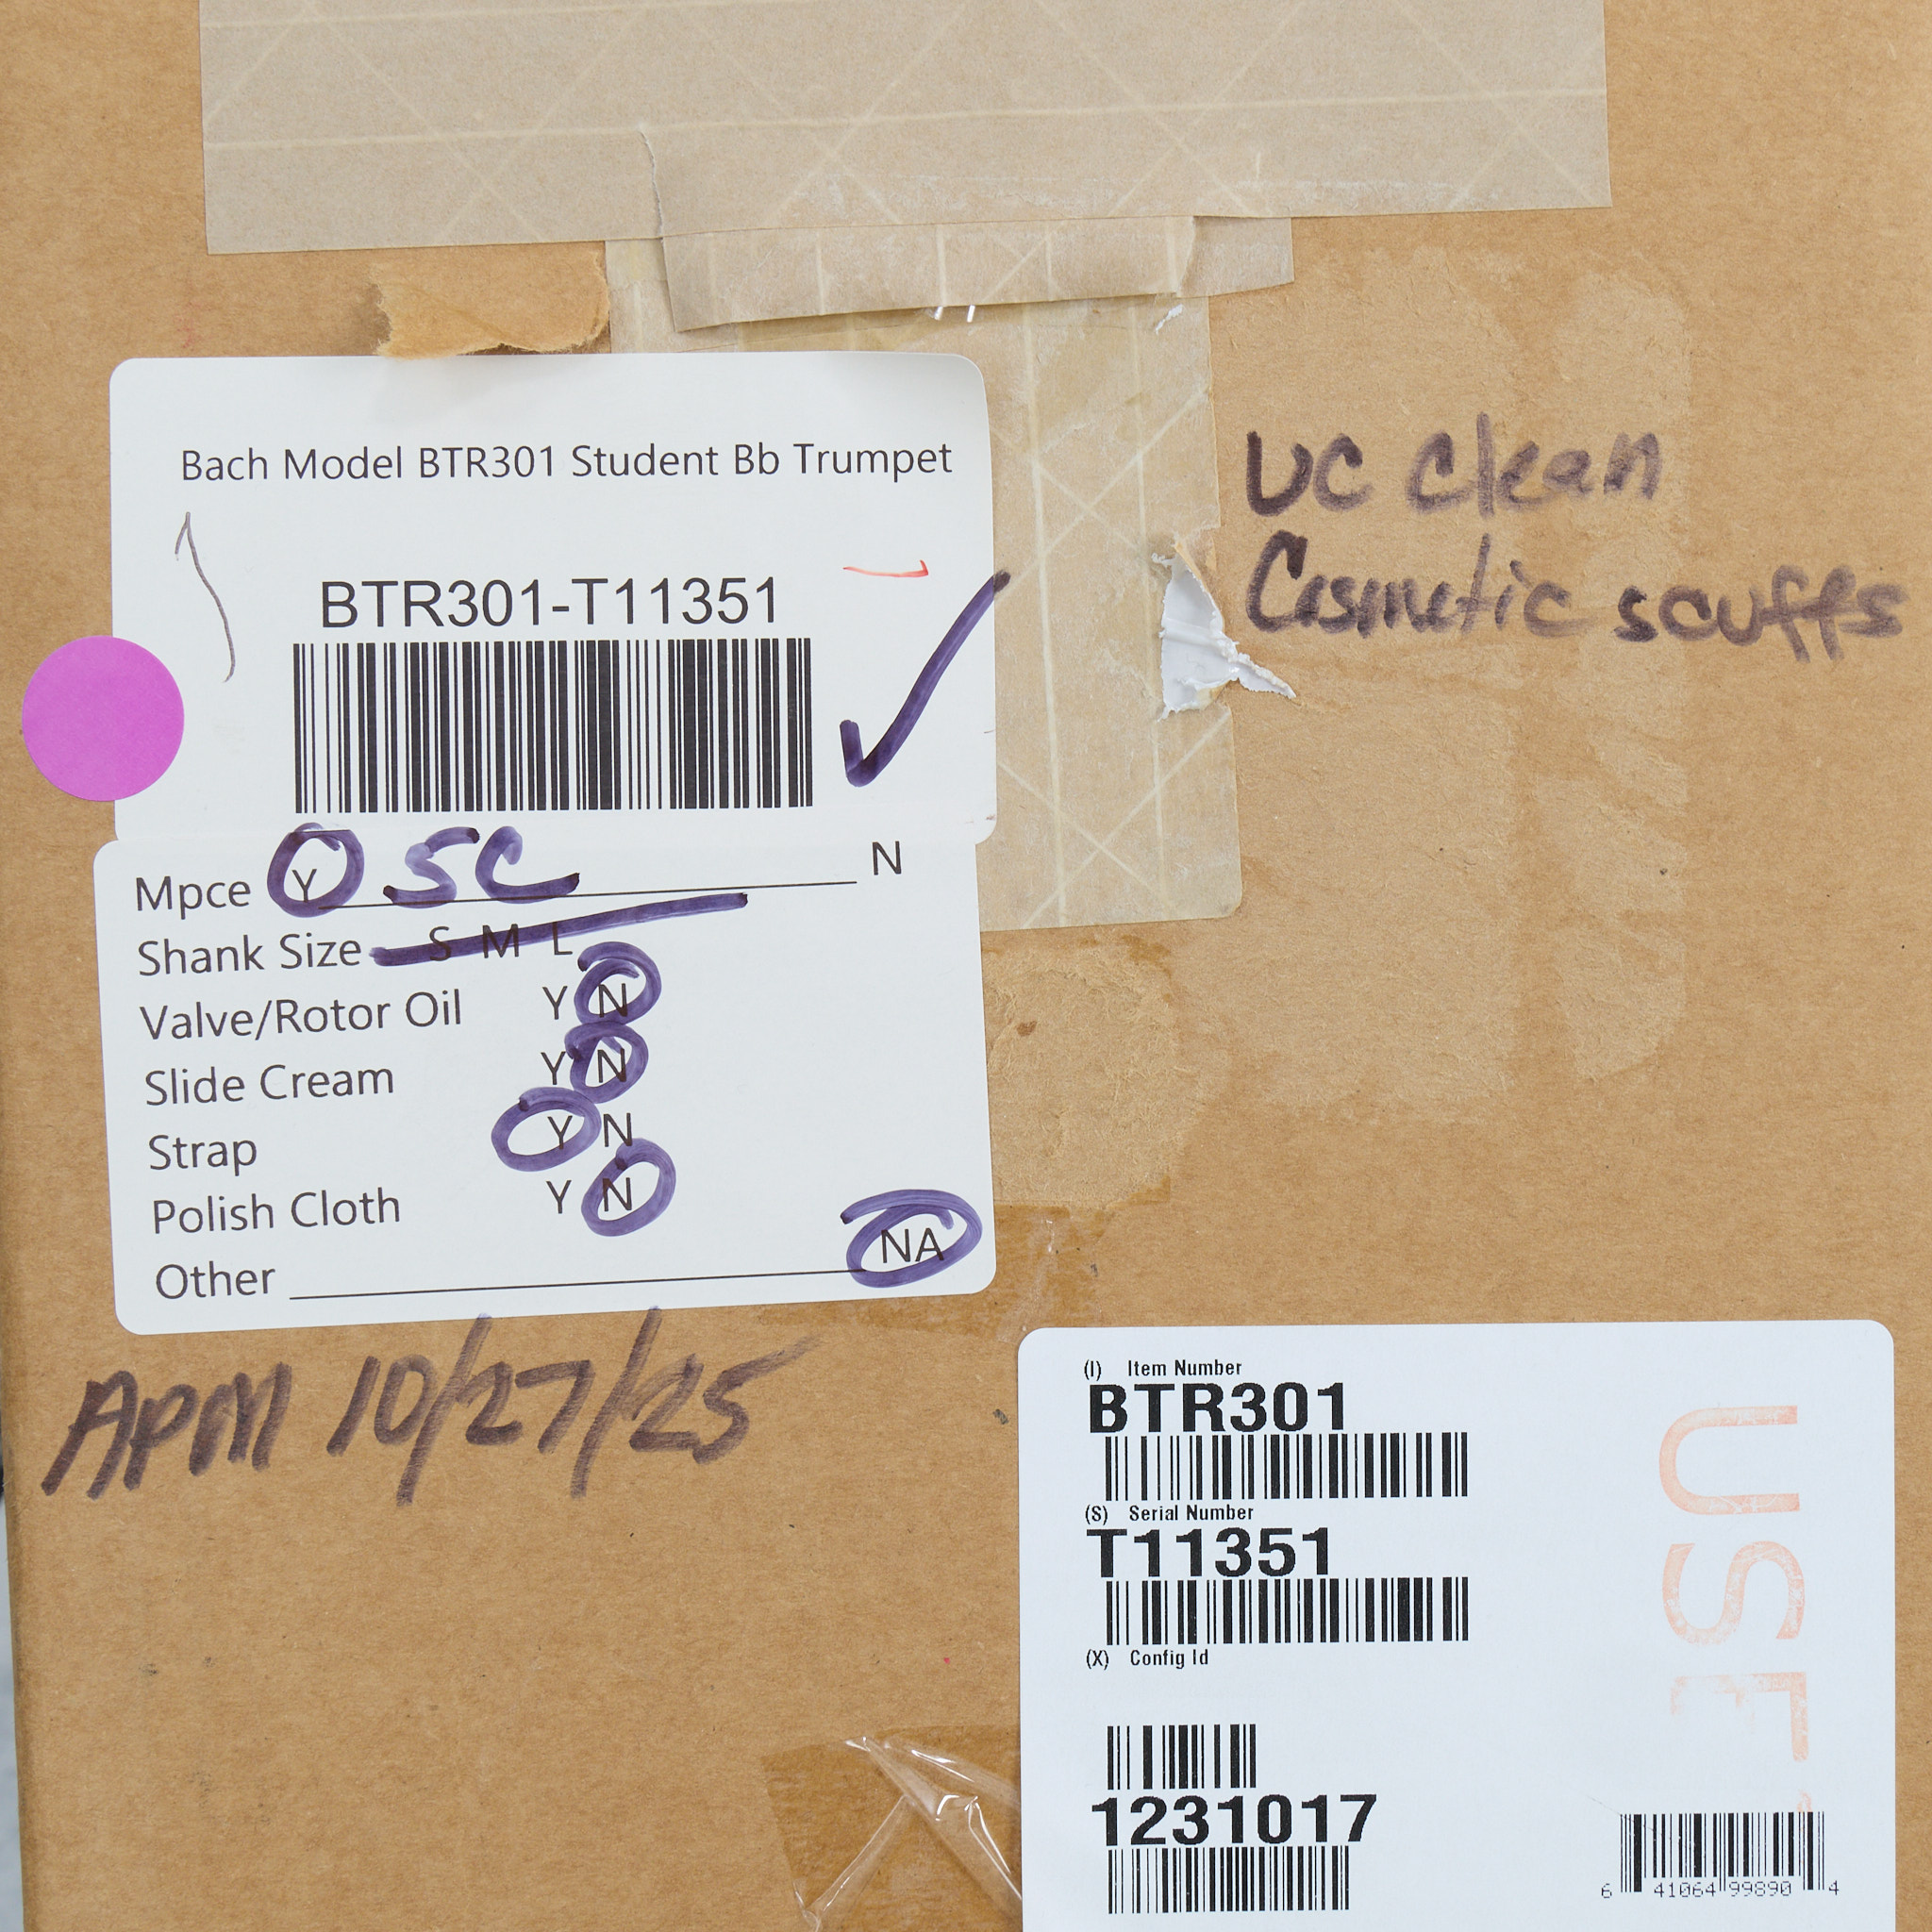 Bach Model BTR301 Student Bb Trumpet
BTR301-T11351
UC Clean
Cosmetic scuffs
Mpce Y 5C N
Shank Size S M L
Valve/Rotor Oil Y N
Slide Cream Y N
Strap Y N
Polish Cloth Y N
Other NA
APM 10/27/25
(I) Item Number
BTR301
(S) Serial Number
T11351
(X) Config Id
1231017
6 41064 99890 4